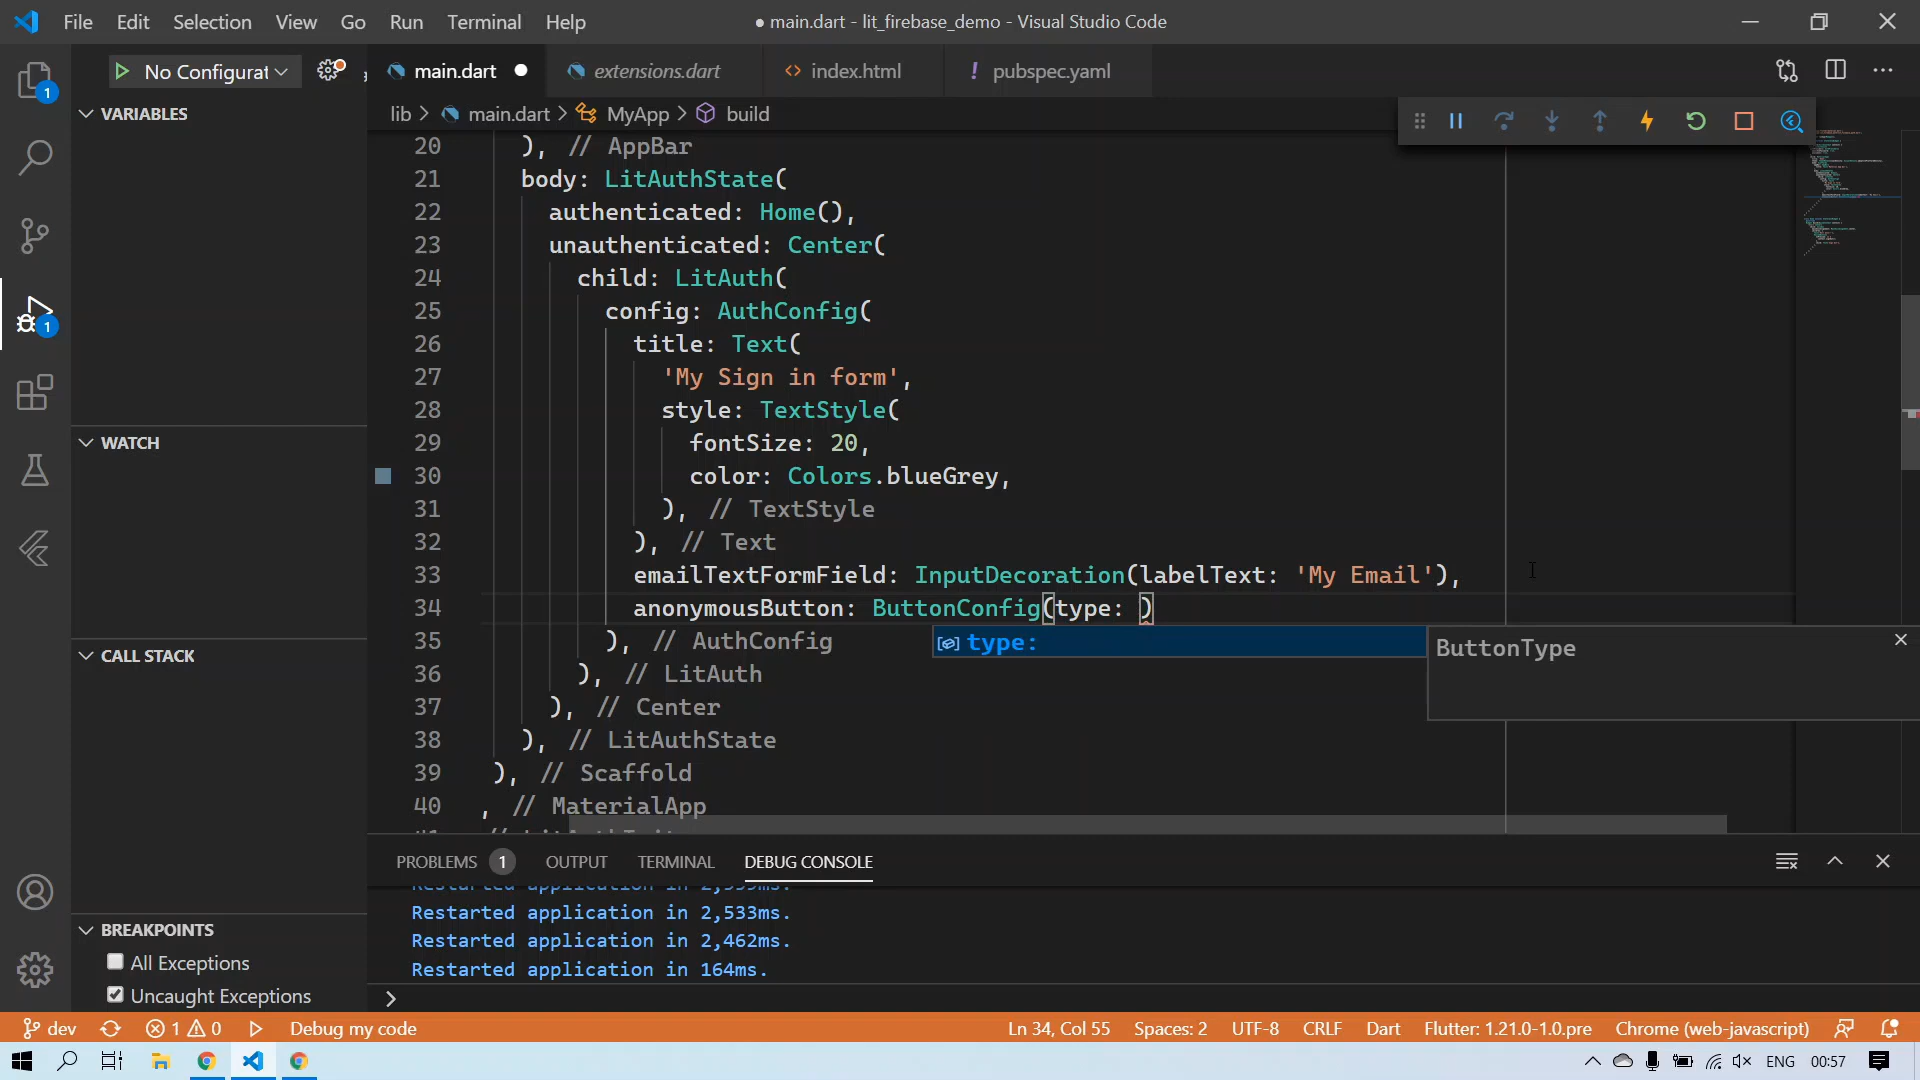 File Edit Selection View Go Run Terminal Help
● main.dart - lit_firebase_demo - Visual Studio Code
No Configurat
main.dart
extensions.dart
index.html
! pubspec.yaml
lib > main.dart > MyApp > build
VARIABLES
WATCH
CALL STACK
BREAKPOINTS
All Exceptions
Uncaught Exceptions
20 ), // AppBar
21 body: LitAuthState(
22 authenticated: Home(),
23 unauthenticated: Center(
24 child: LitAuth(
25 config: AuthConfig(
26 title: Text(
27 'My Sign in form',
28 style: TextStyle(
29 fontSize: 20,
30 color: Colors.blueGrey,
31 ), // TextStyle
32 ), // Text
33 emailTextFormField: InputDecoration(labelText: 'My Email'),
34 anonymousButton: ButtonConfig(type: )
type:
ButtonType
35 ), // AuthConfig
36 ), // LitAuth
37 ), // Center
38 ), // LitAuthState
39 ), // Scaffold
40 , // MaterialApp
PROBLEMS 1 OUTPUT TERMINAL DEBUG CONSOLE
Restarted application in 2,533ms.
Restarted application in 2,462ms.
Restarted application in 164ms.
>
dev 1 0 Debug my code
Ln 34, Col 55 Spaces: 2 UTF-8 CRLF Dart Flutter: 1.21.0-1.0.pre Chrome (web-javascript)
ENG 00:57